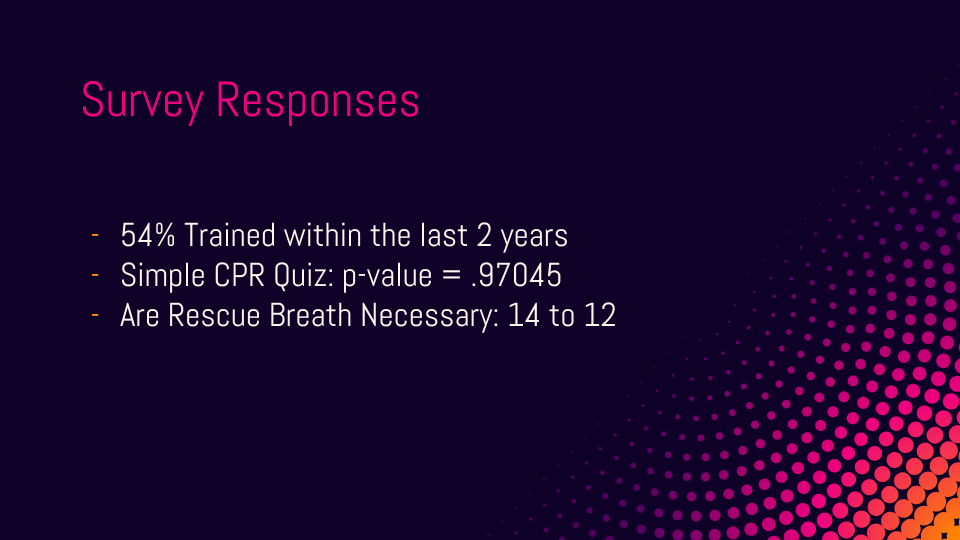 Survey Responses
- 54% Trained within the last 2 years
- Simple CPR Quiz: p-value = .97045
- Are Rescue Breath Necessary: 14 to 12